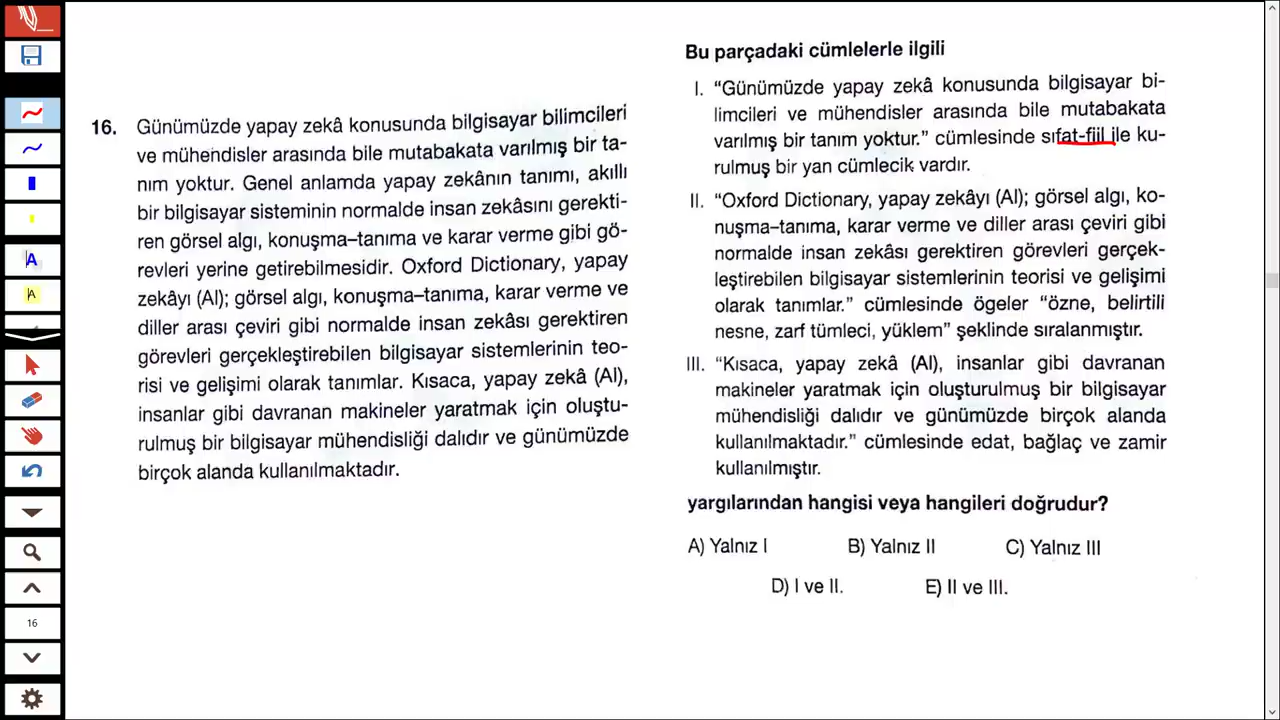 16. Günümüzde yapay zekâ konusunda bilgisayar bilimcileri
ve mühendisler arasında bile mutabakata varılmış bir ta-
nım yoktur. Genel anlamda yapay zekânın tanımı, akıllı
bir bilgisayar sisteminin normalde insan zekâsını gerekti-
ren görsel algı, konuşma–tanıma ve karar verme gibi gö-
revleri yerine getirebilmesidir. Oxford Dictionary, yapay
zekâyı (AI); görsel algı, konuşma–tanıma, karar verme ve
diller arası çeviri gibi normalde insan zekâsı gerektiren
görevleri gerçekleştirebilen bilgisayar sistemlerinin teo-
risi ve gelişimi olarak tanımlar. Kısaca, yapay zekâ (AI),
insanlar gibi davranan makineler yaratmak için oluştu-
rulmuş bir bilgisayar mühendisliği dalıdır ve günümüzde
birçok alanda kullanılmaktadır.
Bu parçadaki cümlelerle ilgili
I. “Günümüzde yapay zekâ konusunda bilgisayar bi-
limcileri ve mühendisler arasında bile mutabakata
varılmış bir tanım yoktur.” cümlesinde sıfat-fiil ile ku-
rulmuş bir yan cümlecik vardır.
II. “Oxford Dictionary, yapay zekâyı (AI); görsel algı, ko-
nuşma–tanıma, karar verme ve diller arası çeviri gibi
normalde insan zekâsı gerektiren görevleri gerçek-
leştirebilen bilgisayar sistemlerinin teorisi ve gelişimi
olarak tanımlar.” cümlesinde ögeler “özne, belirtili
nesne, zarf tümleci, yüklem” şeklinde sıralanmıştır.
III. “Kısaca, yapay zekâ (AI), insanlar gibi davranan
makineler yaratmak için oluşturulmuş bir bilgisayar
mühendisliği dalıdır ve günümüzde birçok alanda
kullanılmaktadır.” cümlesinde edat, bağlaç ve zamir
kullanılmıştır.
yargılarından hangisi veya hangileri doğrudur?
A) Yalnız I B) Yalnız II C) Yalnız III
D) I ve II. E) II ve III.
A
A
16